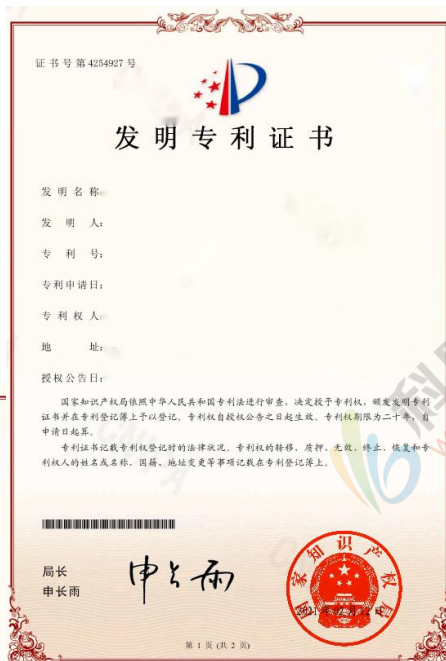 证书号第4254927号
发明专利证书
发明名称:
发 明 人:
专 利 号:
专利申请日:
专 利 权 人:
地 址:
授权公告日:
国家知识产权局依照中华人民共和国专利法进行审查，决定授予专利权，颁发发明专利
证书并在专利登记簿上予以登记。专利权自授权公告之日起生效。专利权期限为二十年，自
申请日起算。
专利证书记载专利权登记时的法律状况。专利权的转移、质押、无效、终止、恢复和专
利权人的姓名或名称、国籍、地址变更等事项记载在专利登记簿上。
局长
申长雨
申长雨
国家知识产权局
第 1 页 (共 2 页)